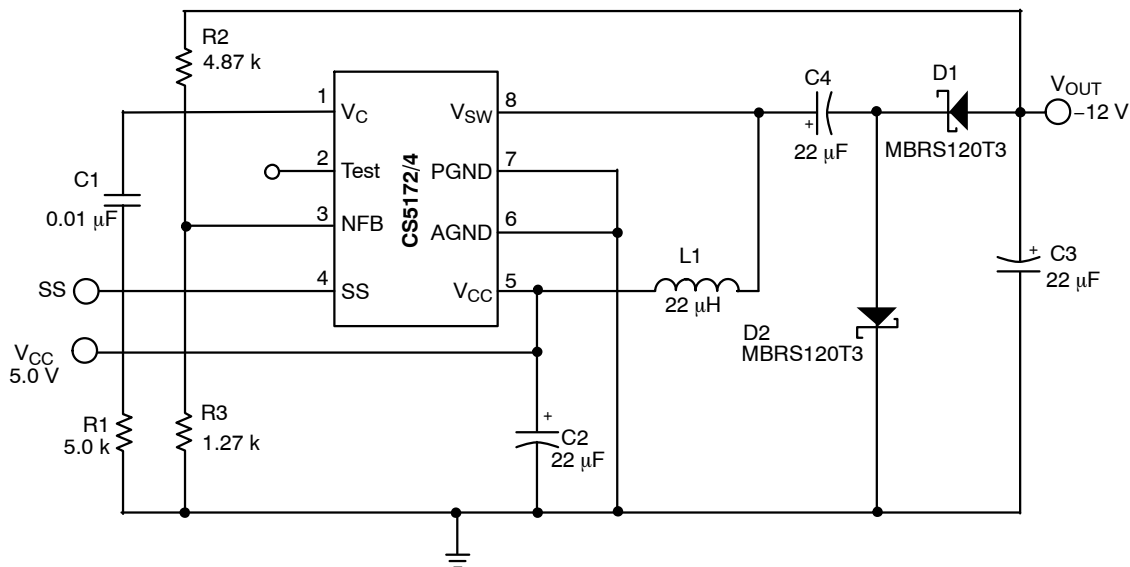 R2
4.87 k
1
V_C
V_SW
8
C4
+
22 μF
D1
MBRS120T3
V_OUT
−12 V
2
Test
PGND
7
CS5172/4
C1
0.01 μF
3
NFB
AGND
6
SS
4
SS
V_CC
5
L1
22 μH
+
C3
22 μF
D2
MBRS120T3
V_CC
5.0 V
R1
5.0 k
R3
1.27 k
+
C2
22 μF